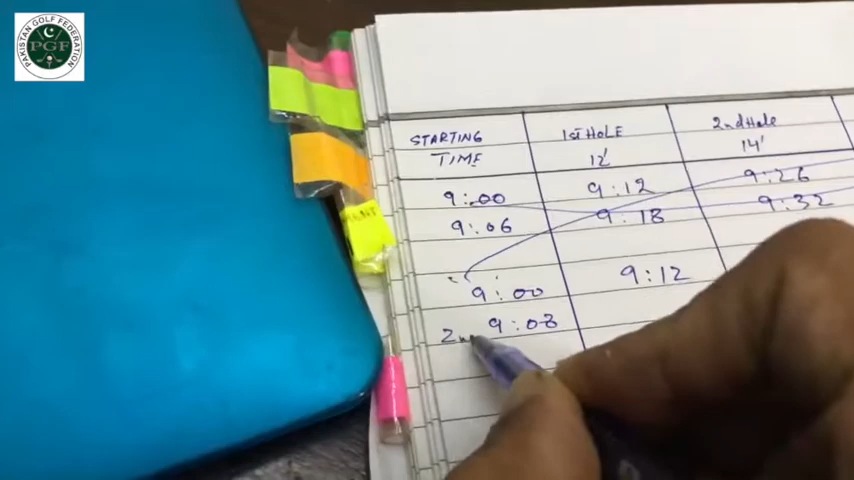 PAKISTAN GOLF FEDERATION
PGF
STARTING TIME
1ST HOLE
12'
2nd Hole
14'
9:00
9:12
9:26
9:06
9:18
9:32
9:00
9:12
9:08